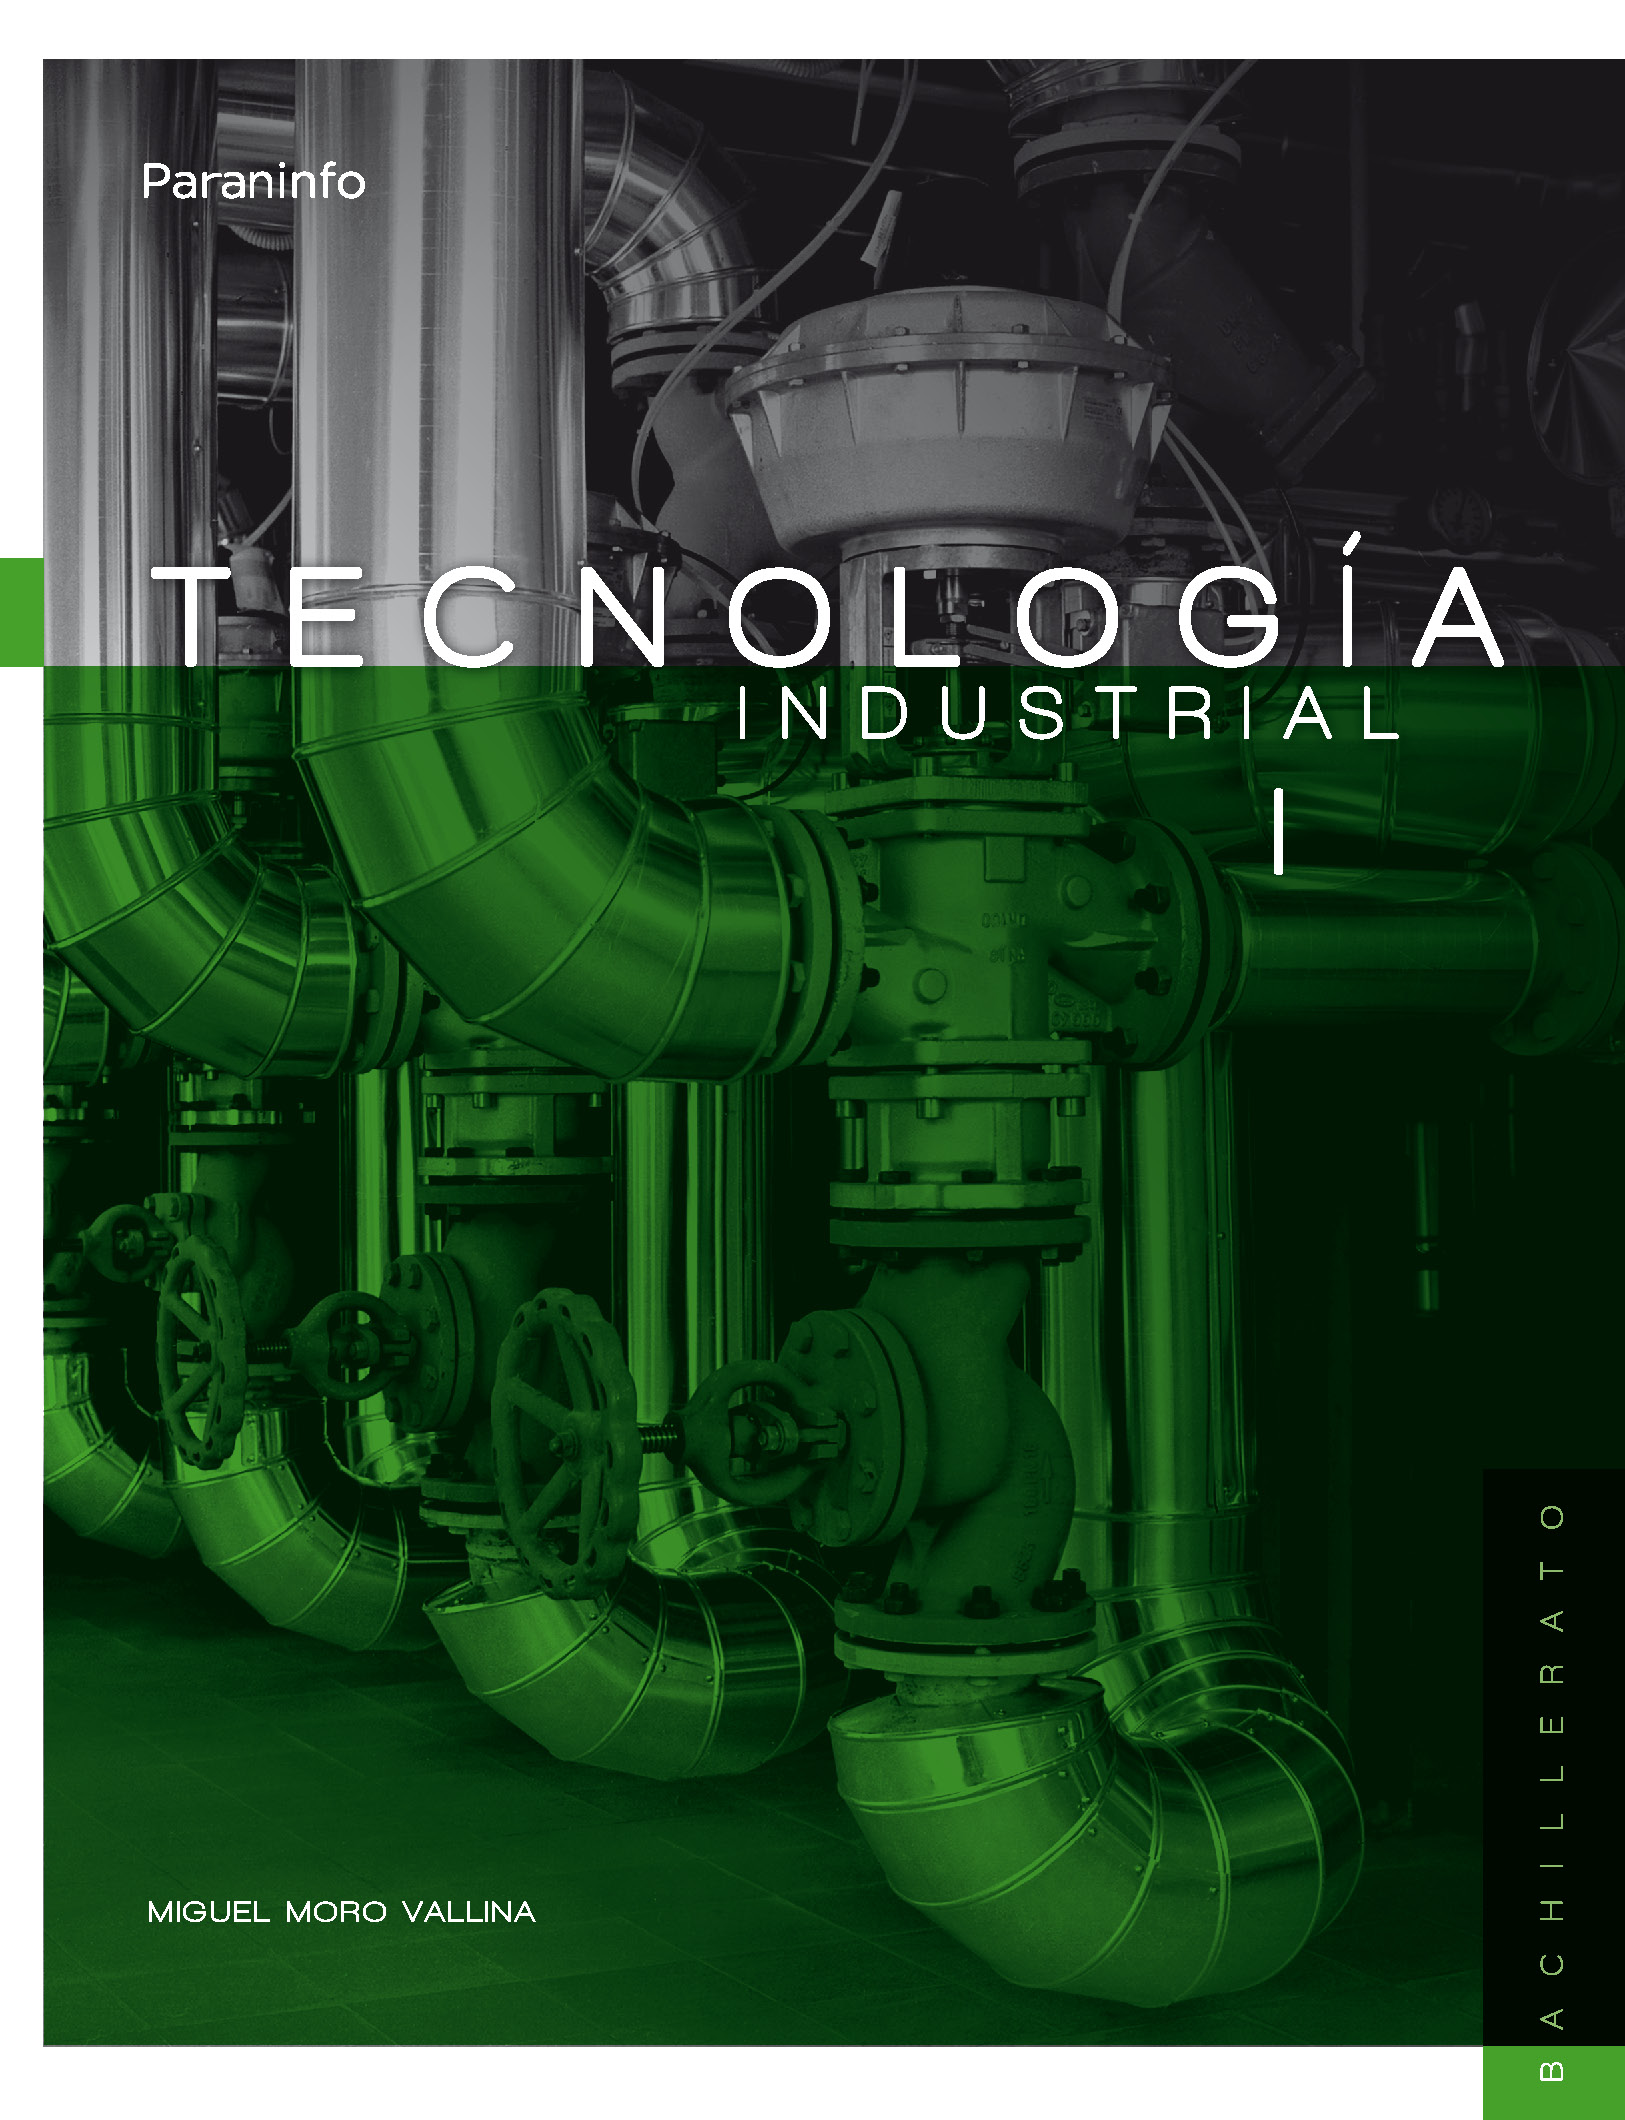 Paraninfo
TECNOLOGÍA
INDUSTRIAL
I
MIGUEL MORO VALLINA
BACHILLERATO